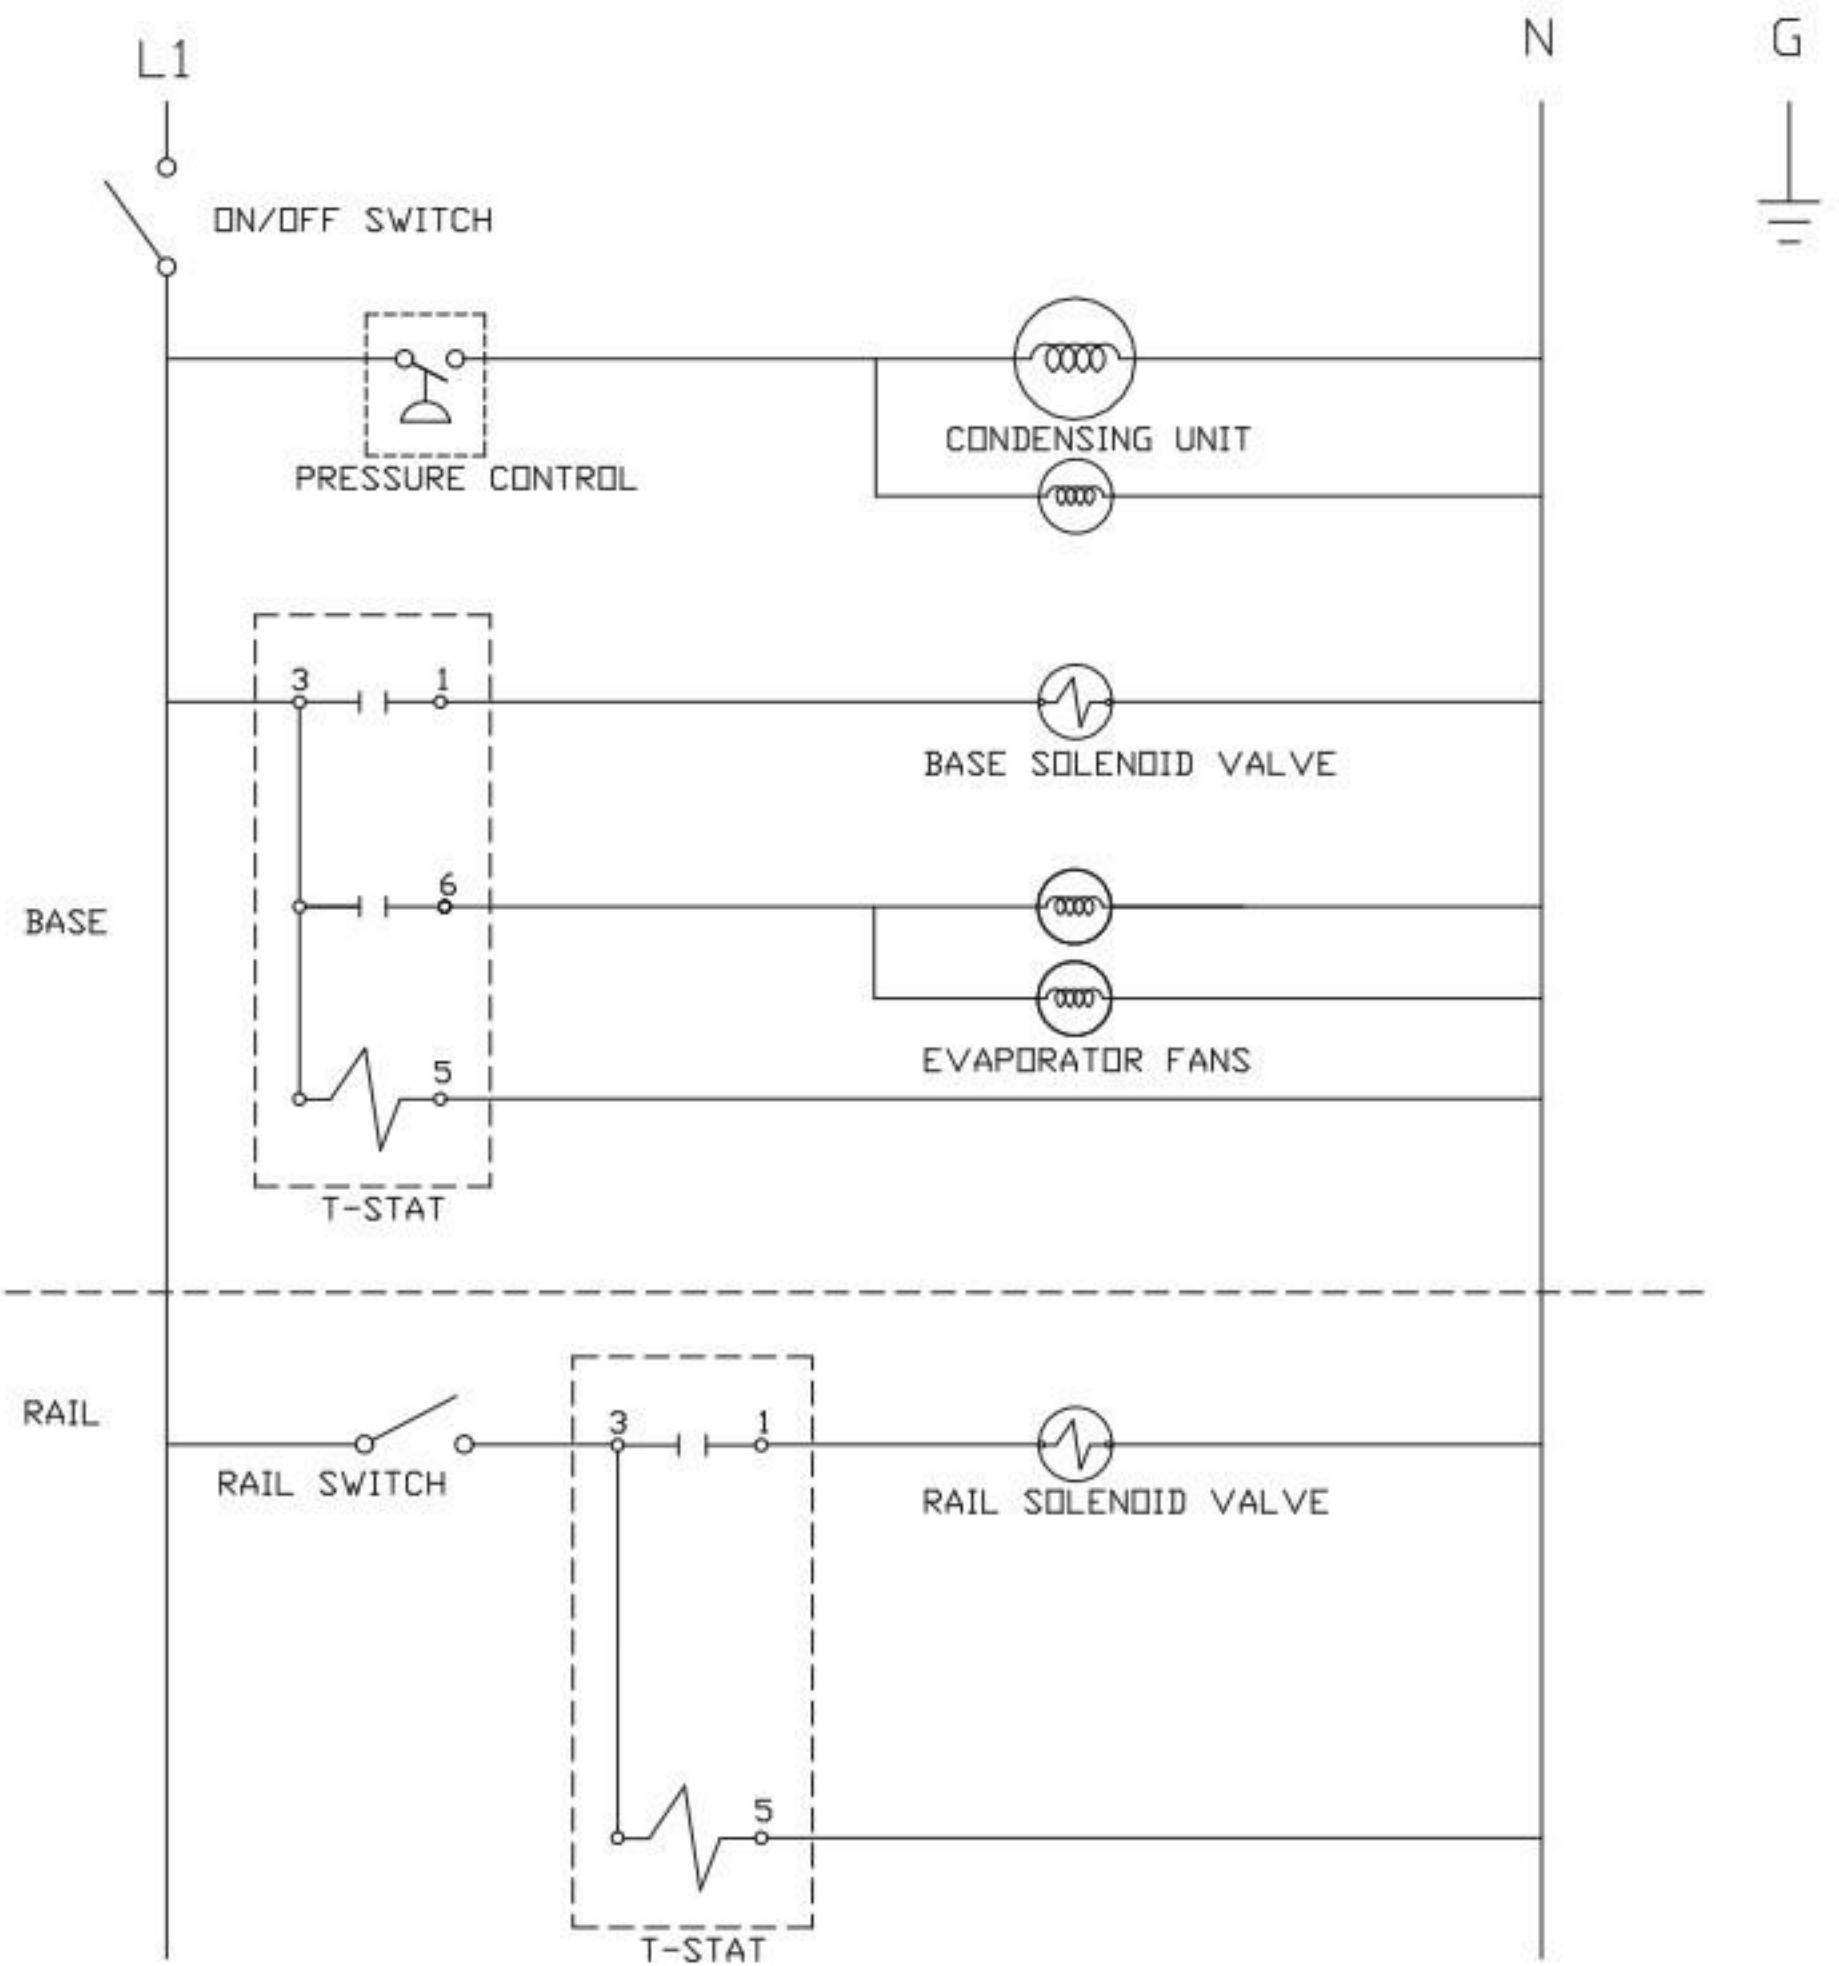 L1
N
G
ON/OFF SWITCH
CONDENSING UNIT
PRESSURE CONTROL
3
1
BASE SOLENOID VALVE
6
BASE
EVAPORATOR FANS
5
T-STAT
RAIL
3
1
RAIL SWITCH
RAIL SOLENOID VALVE
5
T-STAT